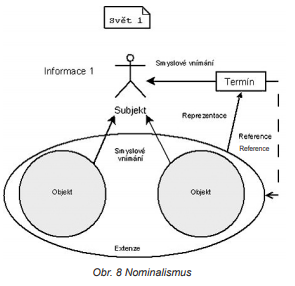 Svět 1
Smyslové vnímání
Informace 1
Termín
Subjekt
Reprezentace
Reference
Reference
Smyslové
vnímání
Objekt
Objekt
Extenze
Obr. 8 Nominalismus